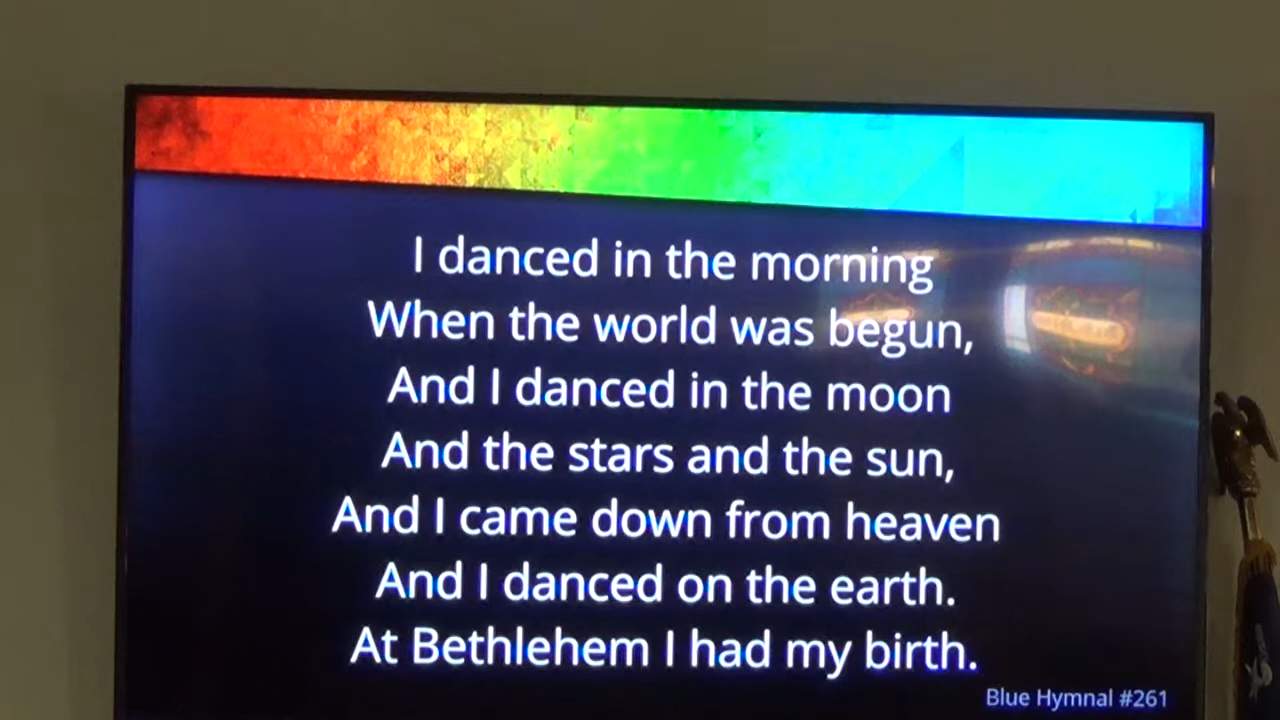 I danced in the morning
When the world was begun,
And I danced in the moon
And the stars and the sun,
And I came down from heaven
And I danced on the earth.
At Bethlehem I had my birth.
Blue Hymnal #261